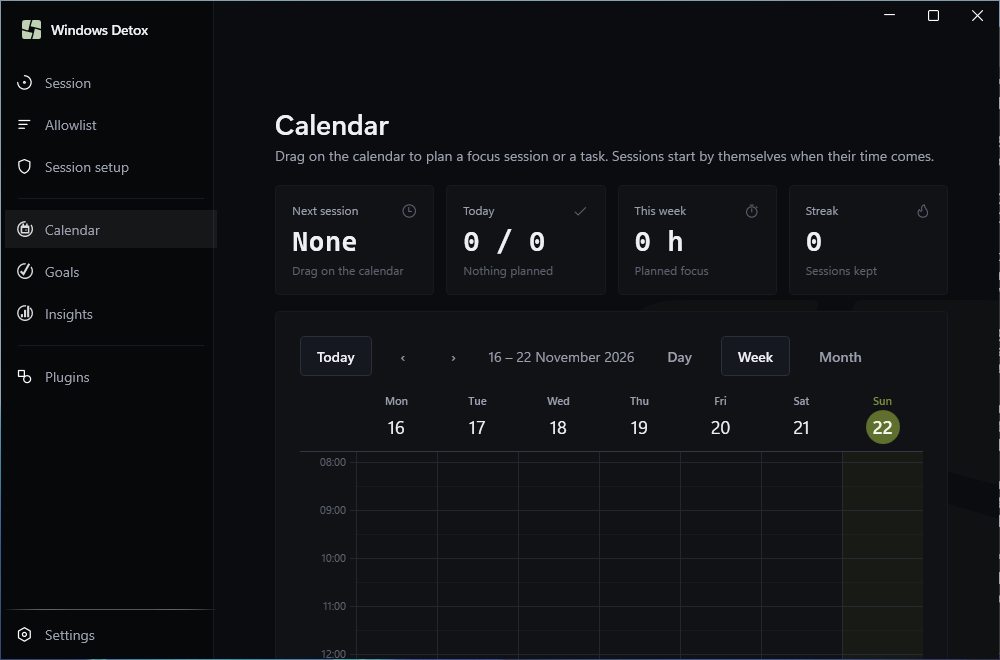 Windows Detox
Session
Allowlist
Session setup
Calendar
Goals
Insights
Plugins
Settings
Calendar
Drag on the calendar to plan a focus session or a task. Sessions start by themselves when their time comes.
Next session
None
Drag on the calendar
Today
0 / 0
Nothing planned
This week
0 h
Planned focus
Streak
0
Sessions kept
Today ‹ › 16 – 22 November 2026 Day Week Month
Mon Tue Wed Thu Fri Sat Sun
16 17 18 19 20 21 22
08:00
09:00
10:00
11:00
12:00